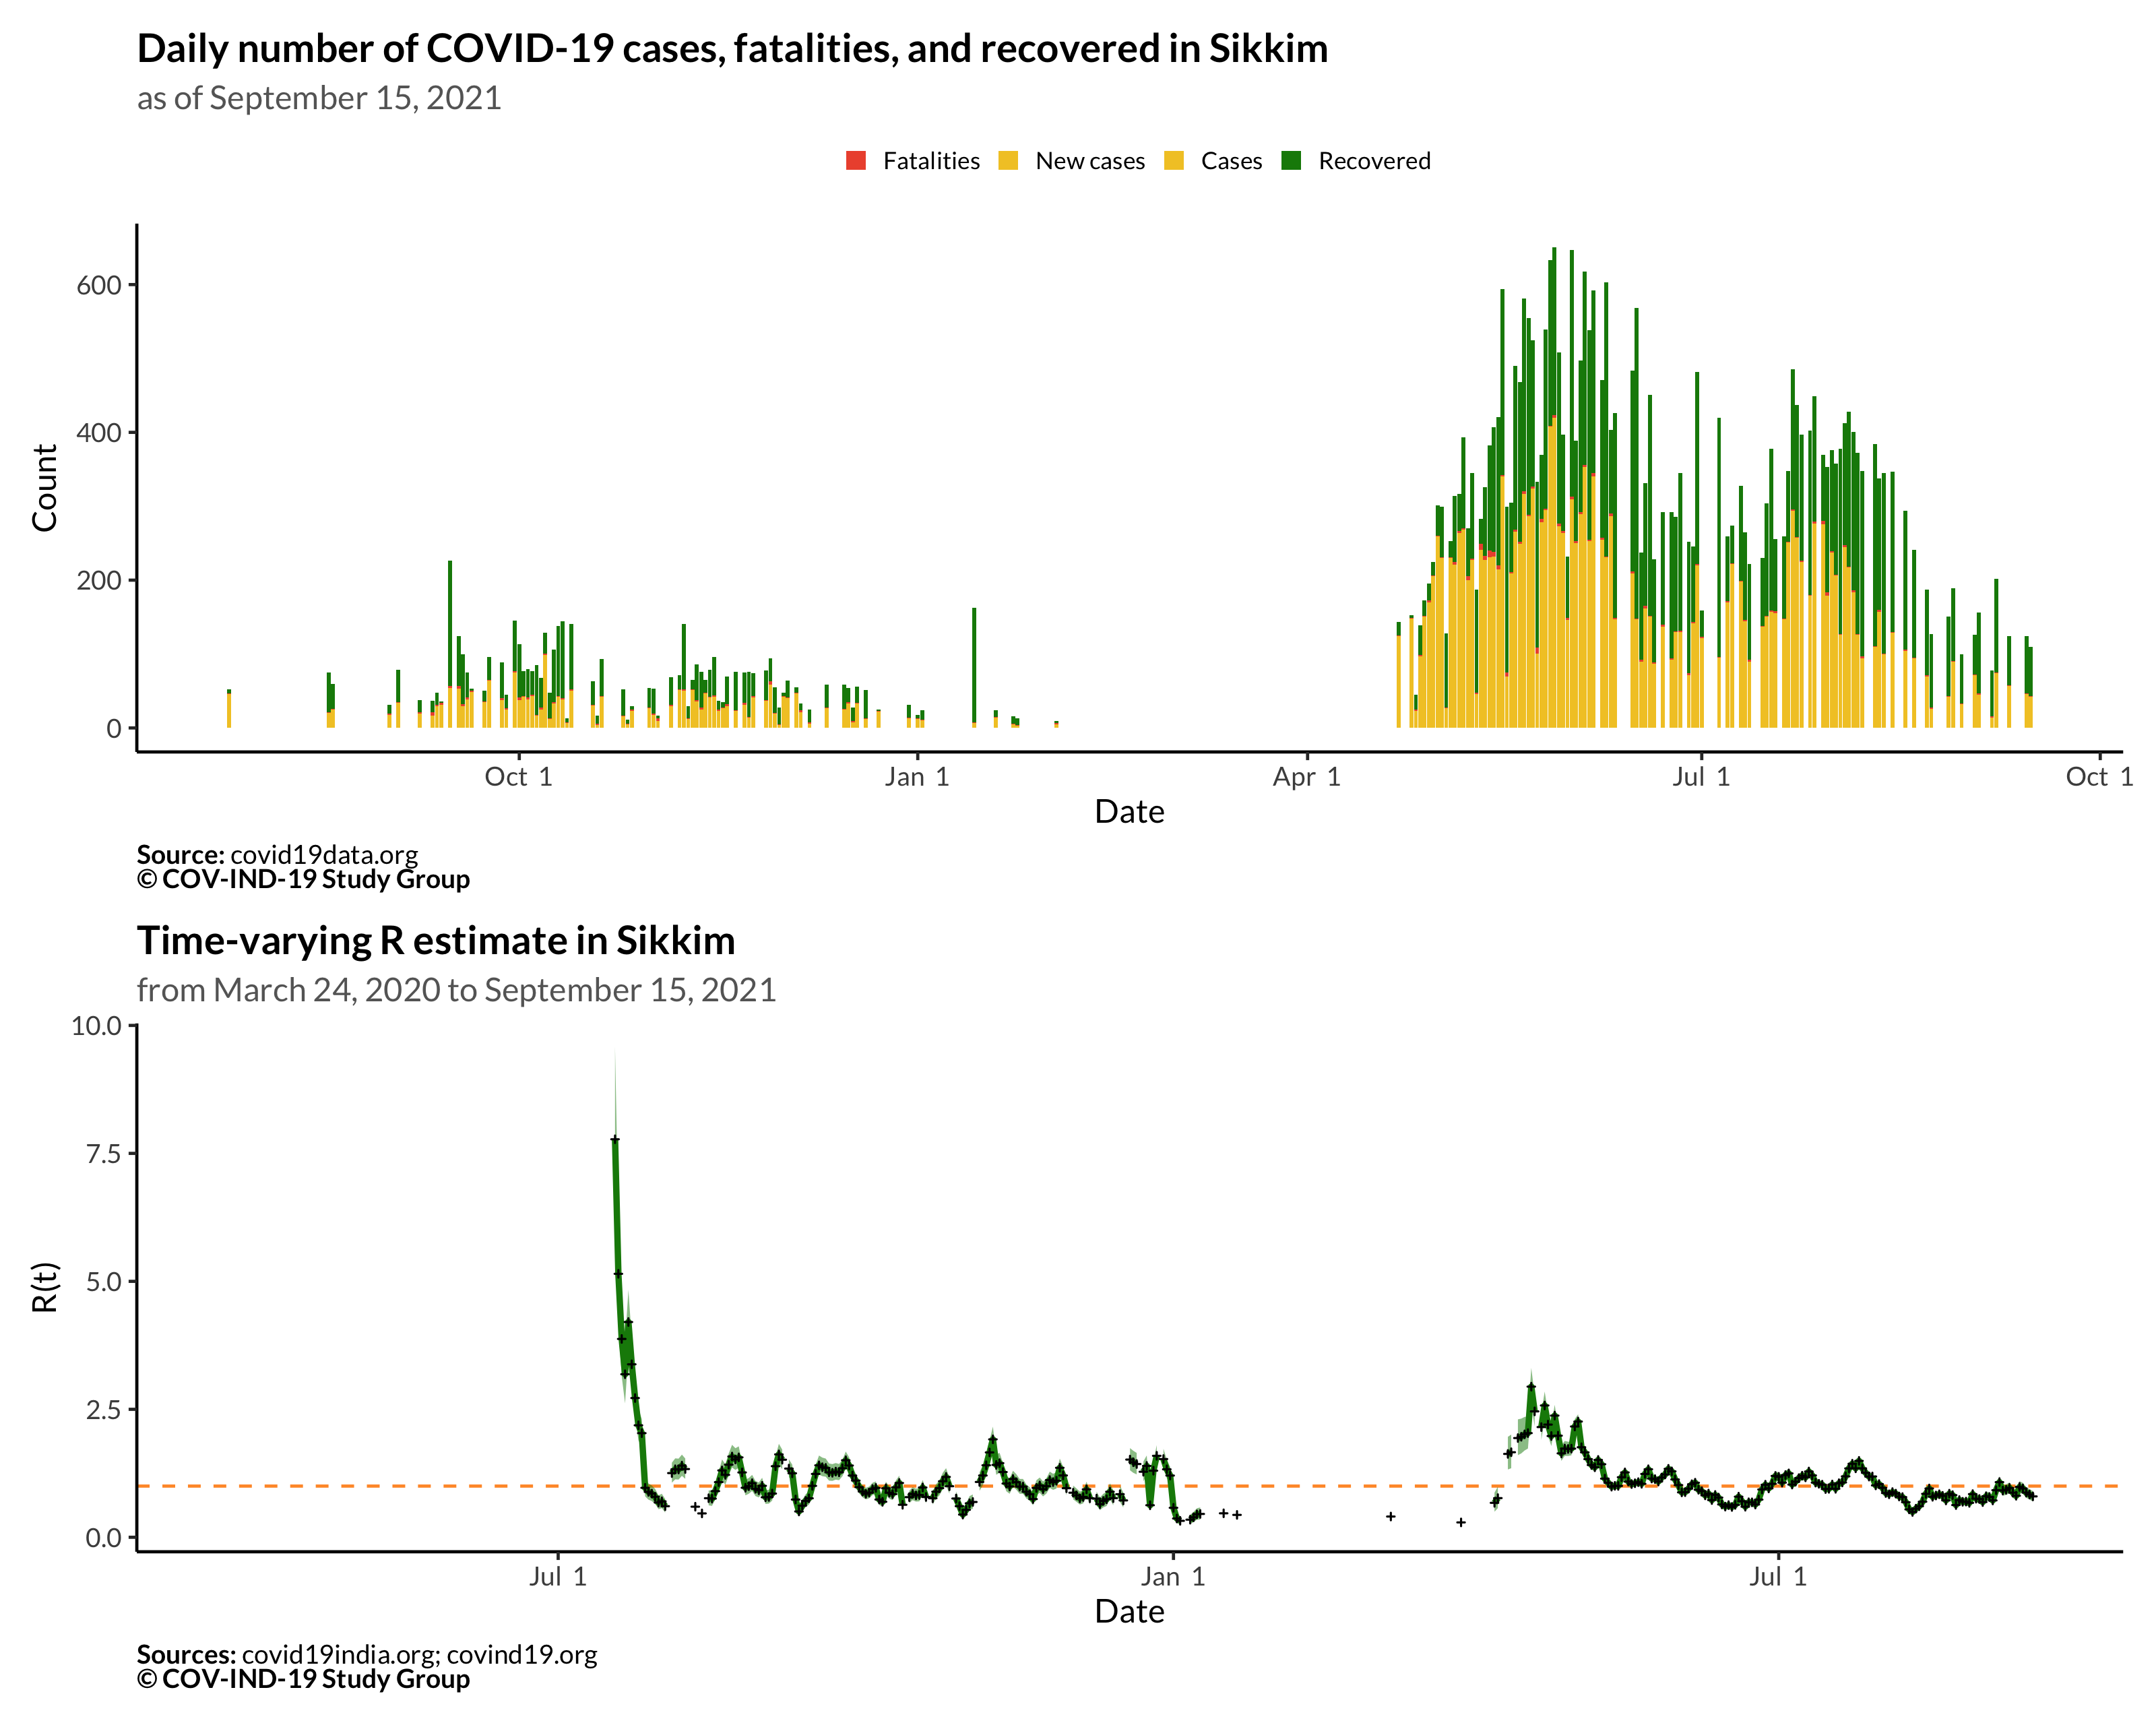 Daily number of COVID-19 cases, fatalities, and recovered in Sikkim
as of September 15, 2021
Fatalities New cases Cases Recovered
600
400
200
0
Count
Oct 1 Jan 1 Apr 1 Jul 1 Oct 1
Date
Source: covid19data.org
© COV-IND-19 Study Group
Time-varying R estimate in Sikkim
from March 24, 2020 to September 15, 2021
10.0
7.5
5.0
2.5
0.0
R(t)
Jul 1 Jan 1 Jul 1
Date
Sources: covid19india.org; covind19.org
© COV-IND-19 Study Group